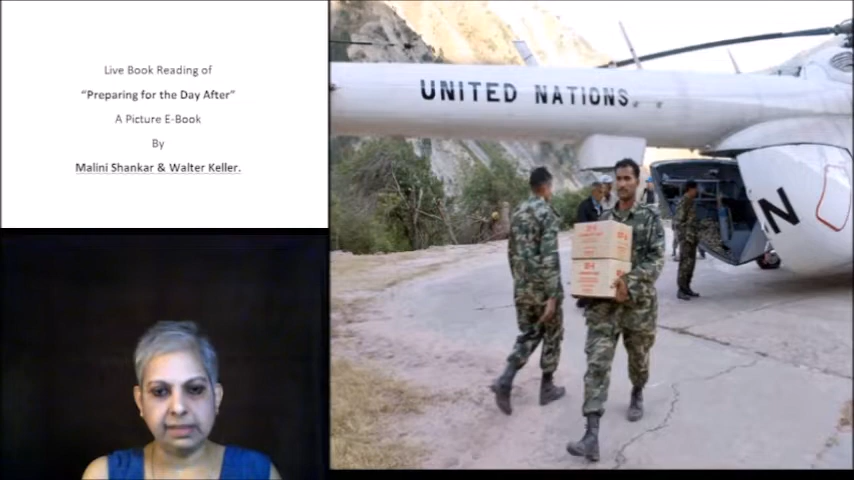 Live Book Reading of
"Preparing for the Day After"
A Picture E-Book
By
Malini Shankar & Walter Keller.
UNITED NATIONS
N